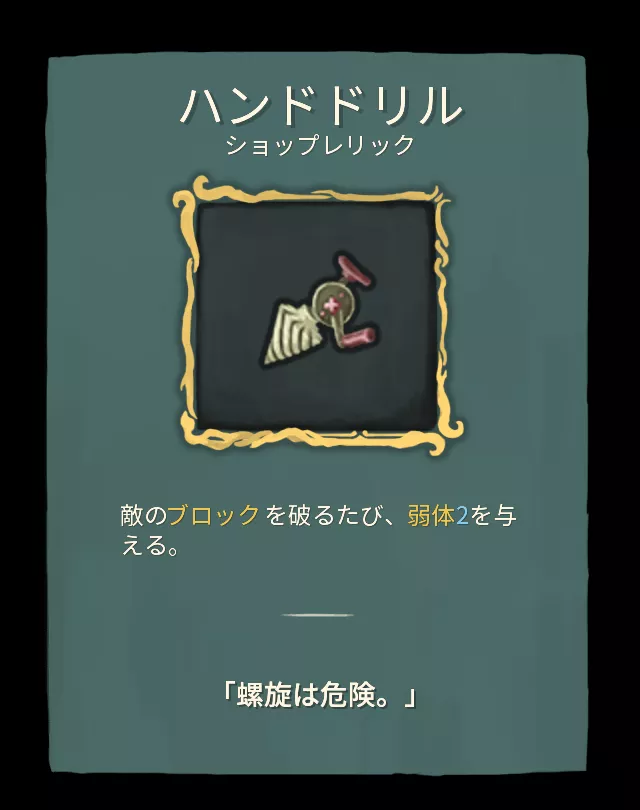 ハンドドリル
ショップレリック
敵のブロックを破るたび、弱体2を与
える。
「螺旋は危険。」